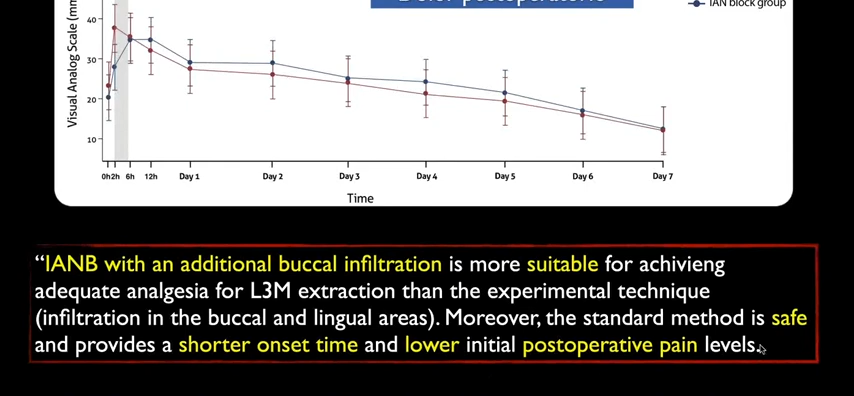 Dolor postoperatorio
IAN block group
Visual Analog Scale (mm
40
30
20
10
0h 2h 6h 12h Day 1 Day 2 Day 3 Day 4 Day 5 Day 6 Day 7
Time
“IANB with an additional buccal infiltration is more suitable for achivieng
adequate analgesia for L3M extraction than the experimental technique
(infiltration in the buccal and lingual areas). Moreover, the standard method is safe
and provides a shorter onset time and lower initial postoperative pain levels.